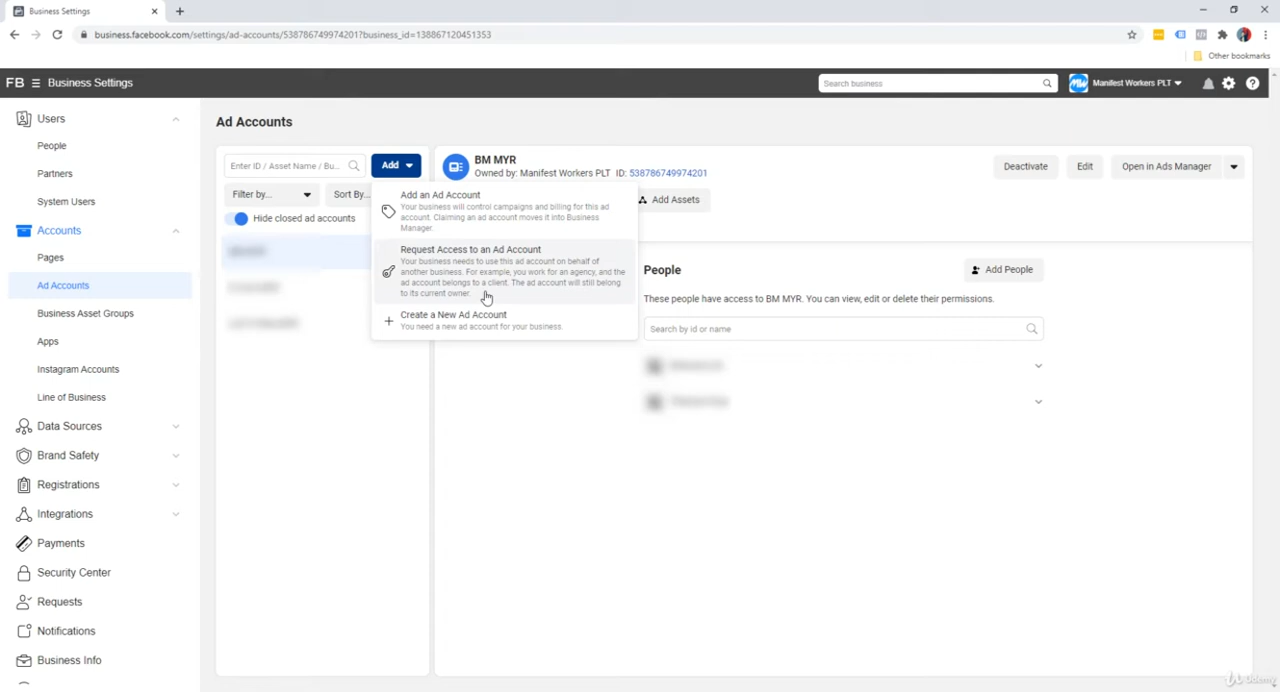 Business Settings
business.facebook.com/settings/ad-accounts/538786749974201?business_id=138867120451353
Other bookmarks
FB Business Settings
Search business
Manifest Workers PLT
Users
People
Partners
System Users
Accounts
Pages
Ad Accounts
Business Asset Groups
Apps
Instagram Accounts
Line of Business
Data Sources
Brand Safety
Registrations
Integrations
Payments
Security Center
Requests
Notifications
Business Info
Ad Accounts
Enter ID / Asset Name / Bu...
Add
Filter by...
Sort By...
Hide closed ad accounts
Add an Ad Account
Your business will control campaigns and billing for this ad
account. Claiming an ad account moves it into Business
Manager.
Request Access to an Ad Account
Your business needs to use this ad account on behalf of
another business. For example, you work for an agency, and the
ad account belongs to a client. The ad account will still belong
to its current owner.
Create a New Ad Account
You need a new ad account for your business.
BM MYR
Owned by: Manifest Workers PLT ID: 538786749974201
Deactivate
Edit
Open in Ads Manager
Add Assets
People
Add People
These people have access to BM MYR. You can view, edit or delete their permissions.
Search by id or name
Udemy